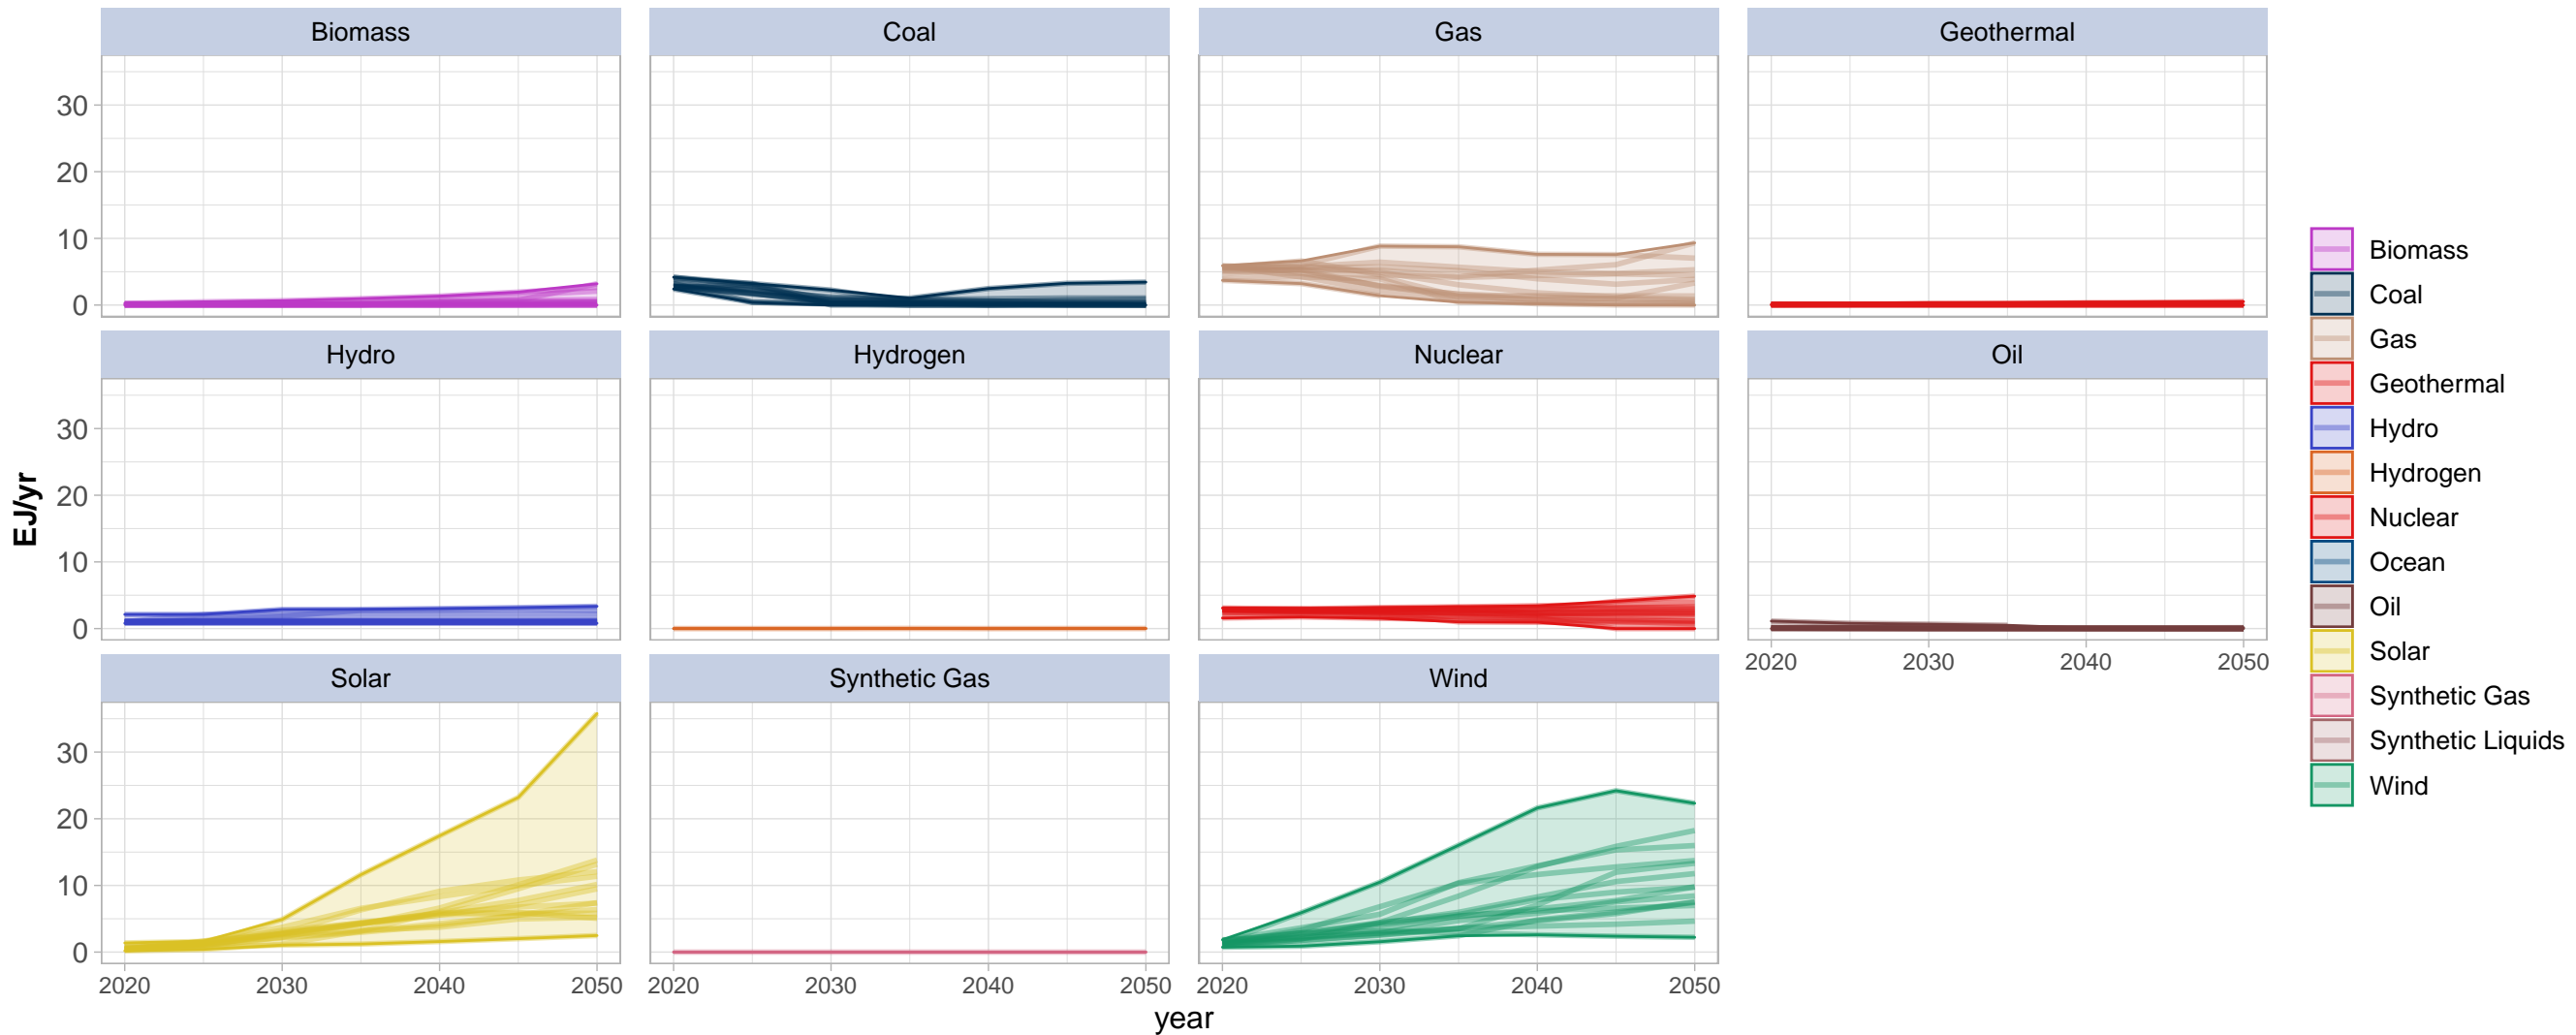 Biomass Coal Gas Geothermal
30
20
10
0
Hydro Hydrogen Nuclear Oil
30
20
10
0
2020 2030 2040 2050
Solar Synthetic Gas Wind
30
20
10
0
2020 2030 2040 2050 2020 2030 2040 2050 2020 2030 2040 2050
year
EJ/yr
Biomass
Coal
Gas
Geothermal
Hydro
Hydrogen
Nuclear
Ocean
Oil
Solar
Synthetic Gas
Synthetic Liquids
Wind